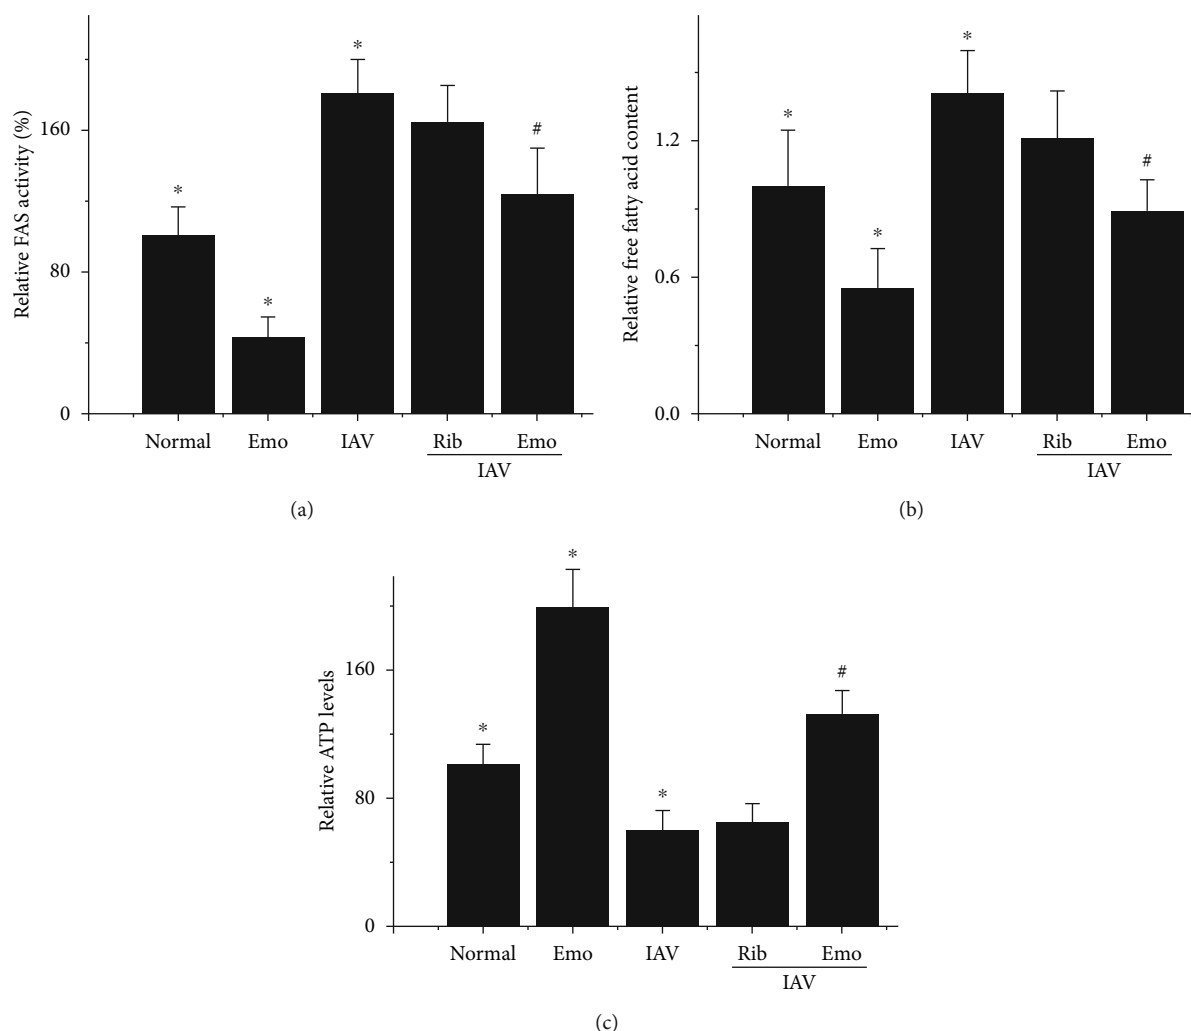 Relative FAS activity (%)
160
80
0
*
*
*
#
Normal Emo IAV Rib Emo
IAV
(a)
Relative free fatty acid content
1.2
0.6
0.0
*
*
*
#
Normal Emo IAV Rib Emo
IAV
(b)
Relative ATP levels
160
80
0
*
*
*
#
Normal Emo IAV Rib Emo
IAV
(c)